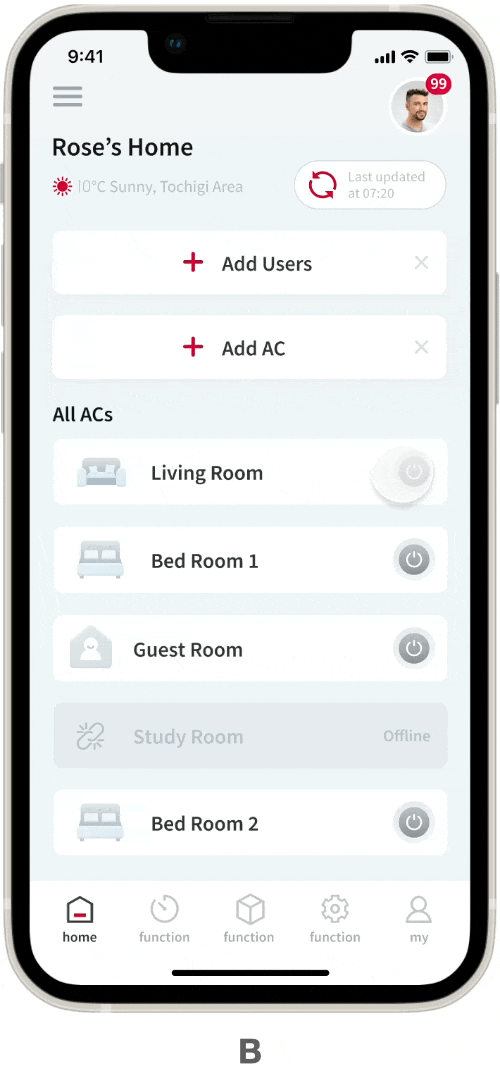 9:41
99
Rose’s Home
10°C Sunny, Tochigi Area
Last updated
at 07:20
Add Users
Add AC
All ACs
Living Room
Bed Room 1
Guest Room
Study Room
Offline
Bed Room 2
home
function
function
function
my
B